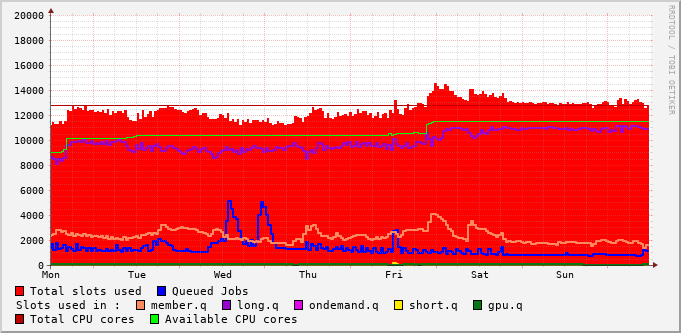 20000
18000
16000
14000
12000
10000
8000
6000
4000
2000
0
Mon Tue Wed Thu Fri Sat Sun
RRDTOOL / TOBI OETIKER
Total slots used Queued Jobs
Slots used in : member.q long.q ondemand.q short.q gpu.q
Total CPU cores Available CPU cores